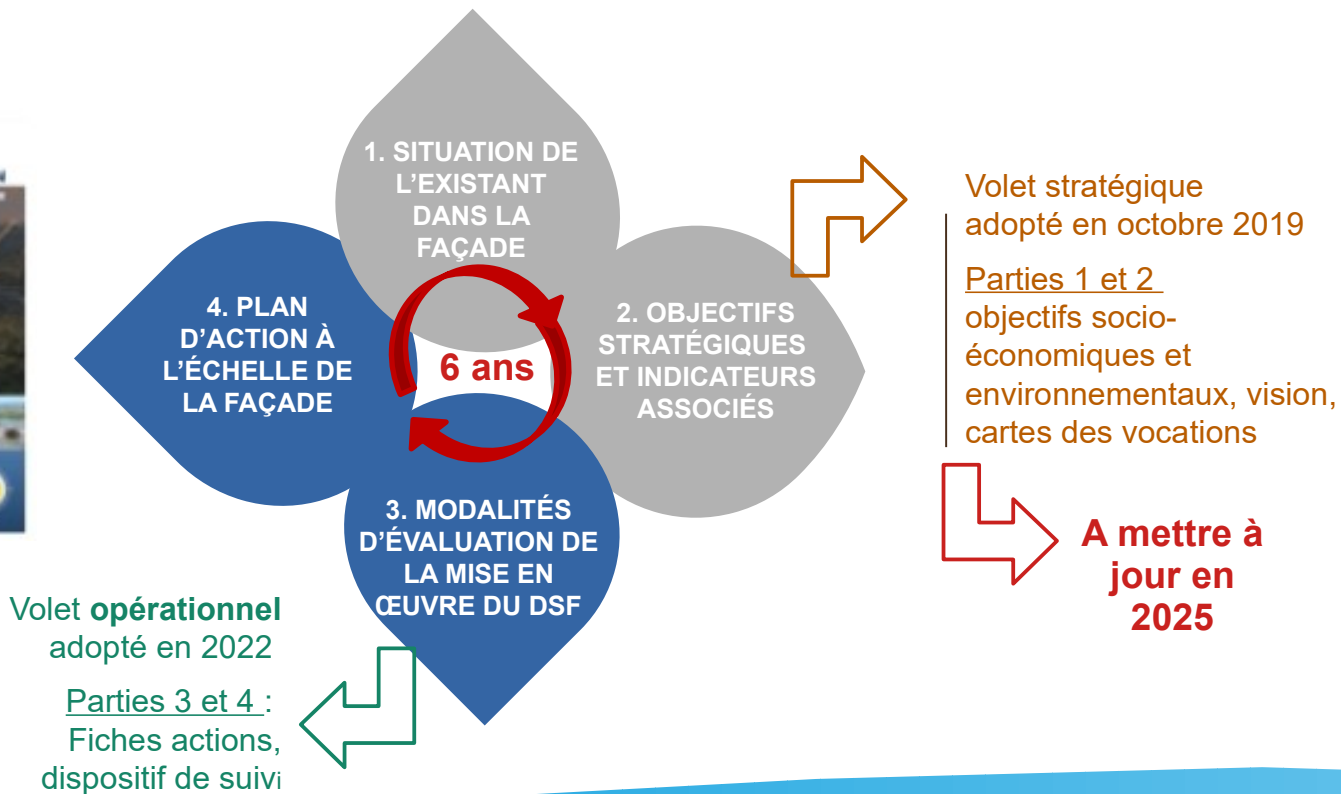 1. SITUATION DE
L’EXISTANT
DANS LA
FAÇADE
2. OBJECTIFS
STRATÉGIQUES
ET INDICATEURS
ASSOCIÉS
3. MODALITÉS
D’ÉVALUATION DE
LA MISE EN
ŒUVRE DU DSF
4. PLAN
D’ACTION À
L’ÉCHELLE DE
LA FAÇADE
6 ans
Volet stratégique
adopté en octobre 2019
Parties 1 et 2
objectifs socio-
économiques et
environnementaux, vision,
cartes des vocations
A mettre à
jour en
2025
Volet opérationnel
adopté en 2022
Parties 3 et 4 :
Fiches actions,
dispositif de suivi